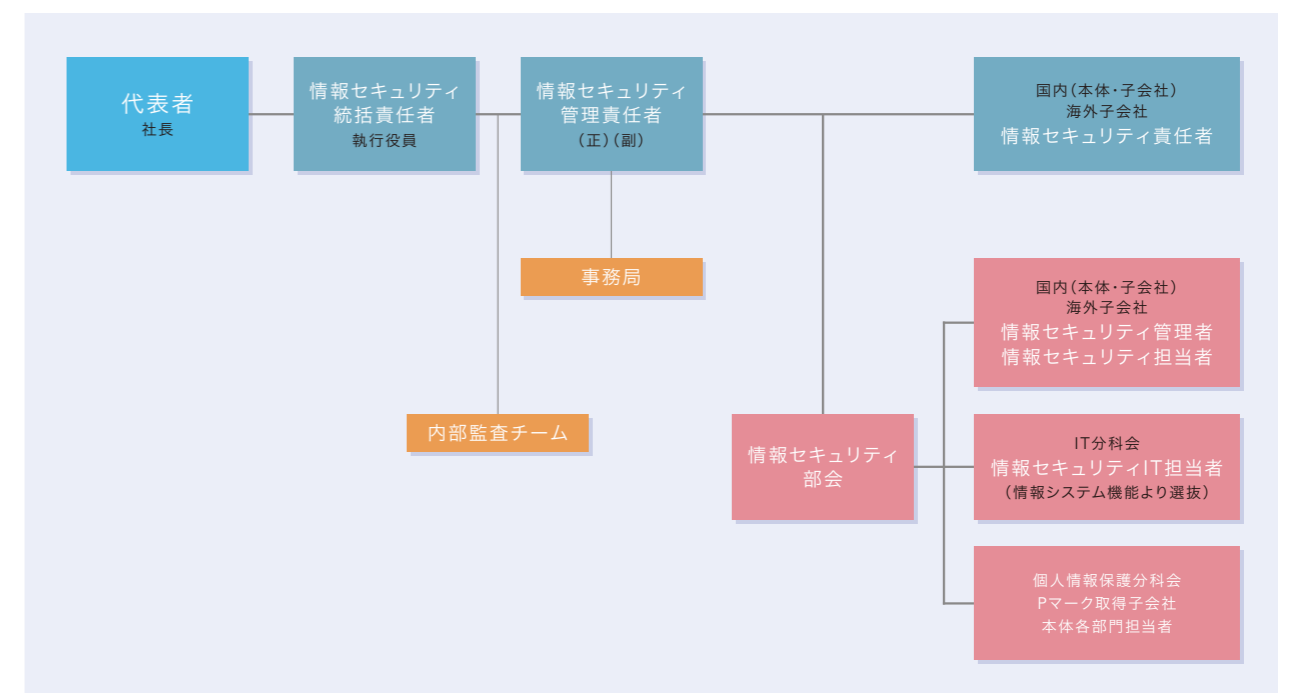 代表者
社長
情報セキュリティ
統括責任者
執行役員
情報セキュリティ
管理責任者
（正）（副）
国内（本体・子会社）
海外子会社
情報セキュリティ責任者
事務局
国内（本体・子会社）
海外子会社
情報セキュリティ管理者
情報セキュリティ担当者
内部監査チーム
情報セキュリティ
部会
IT分科会
情報セキュリティIT担当者
（情報システム機能より選抜）
個人情報保護分科会
Pマーク取得子会社
本体各部門担当者